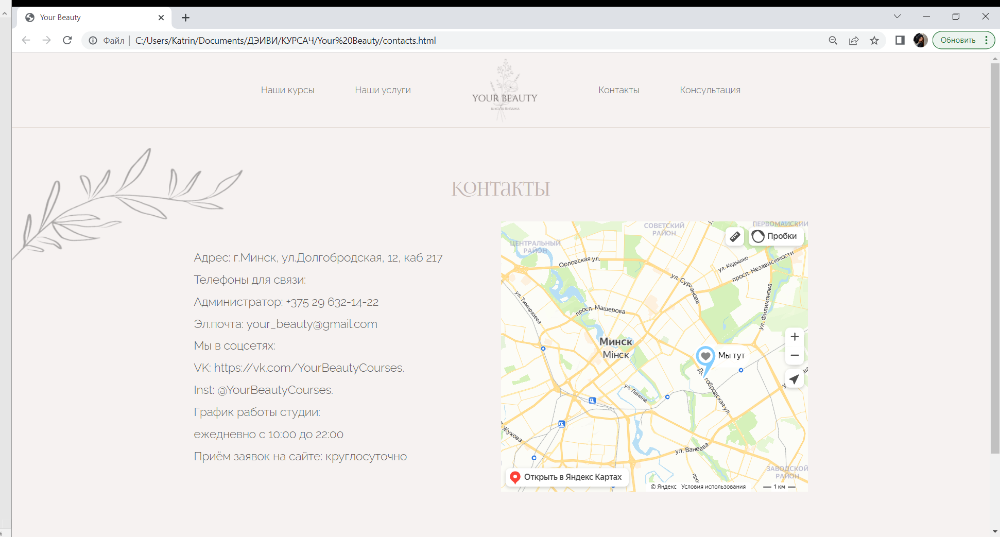 Your Beauty
Файл
C:/Users/Katrin/Documents/ДЭИВИ/КУРСАЧ/Your%20Beauty/contacts.html
Обновить
Наши курсы
Наши услуги
YOUR BEAUTY
ШКОЛА ВИЗАЖА
Контакты
Консультация
Контакты
Адрес: г.Минск, ул.Долгобродская, 12, каб 217
Телефоны для связи:
Администратор: +375 29 632-14-22
Эл.почта: your_beauty@gmail.com
Мы в соцсетях:
VK: https://vk.com/YourBeautyCourses.
Inst: @YourBeautyCourses.
График работы студии:
ежедневно с 10:00 до 22:00
Приём заявок на сайте: круглосуточно
СОВЕТСКИЙ
РАЙОН
ПЕРВОМАЙСКИЙ
Пробки
ЦЕНТРАЛЬНЫЙ
РАЙОН
Орловская ул.
ул. Кедышко
просп. Независимости
ул. Сурганова
ул. Тимирязева
просп. Машерова
ул. Филимонова
Минск
Мінск
Мы тут
Долгобродская ул.
ул. Ленина
Жукова
ул. Ванеева
ЗАВОДСКОЙ
РАЙОН
Открыть в Яндекс Картах
© Яндекс Условия использования
1 км